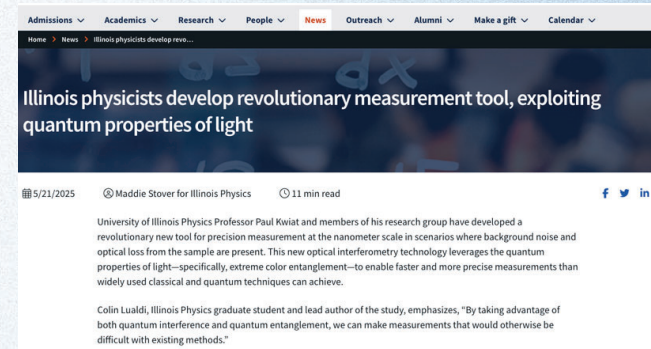 Admissions Academics Research People News Outreach Alumni Make a gift Calendar
Home > News > Illinois physicists develop revo...
Illinois physicists develop revolutionary measurement tool, exploiting
quantum properties of light
5/21/2025 Maddie Stover for Illinois Physics 11 min read
University of Illinois Physics Professor Paul Kwiat and members of his research group have developed a
revolutionary new tool for precision measurement at the nanometer scale in scenarios where background noise and
optical loss from the sample are present. This new optical interferometry technology leverages the quantum
properties of light—specifically, extreme color entanglement—to enable faster and more precise measurements than
widely used classical and quantum techniques can achieve.
Colin Lualdi, Illinois Physics graduate student and lead author of the study, emphasizes, “By taking advantage of
both quantum interference and quantum entanglement, we can make measurements that would otherwise be
difficult with existing methods.”